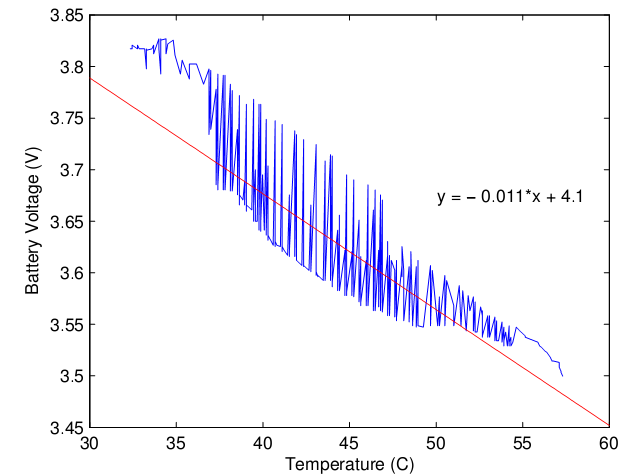 3.85
3.8
3.75
3.7
3.65
3.6
3.55
3.5
3.45
Battery Voltage (V)
y = − 0.011*x + 4.1
30 35 40 45 50 55 60
Temperature (C)